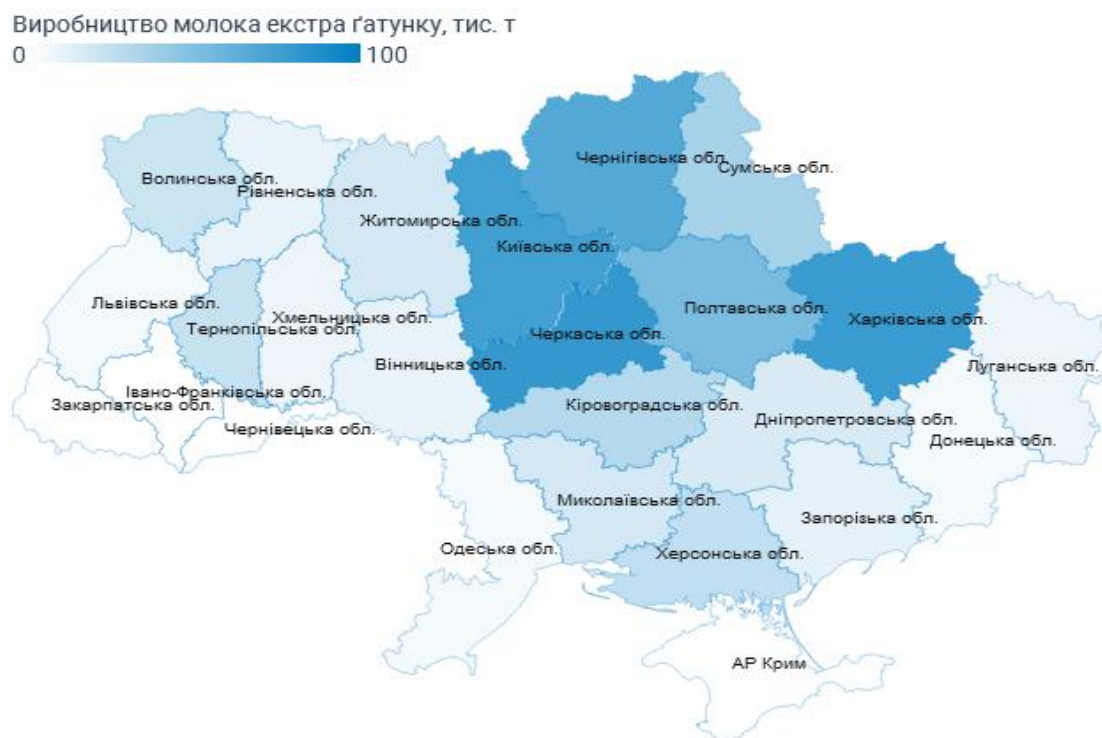 Виробництво молока екстра ґатунку, тис. т
0 100
Чернігівська обл.
Сумська обл.
Волинська обл.
Рівненська обл.
Житомирська обл.
Київська обл.
Львівська обл.
Тернопільська обл.
Хмельницька обл.
Черкаська обл.
Полтавська обл.
Харківська обл.
Вінницька обл.
Луганська обл.
Івано-Франківська обл.
Закарпатська обл.
Кіровоградська обл.
Дніпропетровська обл.
Чернівецька обл.
Донецька обл.
Миколаївська обл.
Запорізька обл.
Одеська обл.
Херсонська обл.
АР Крим